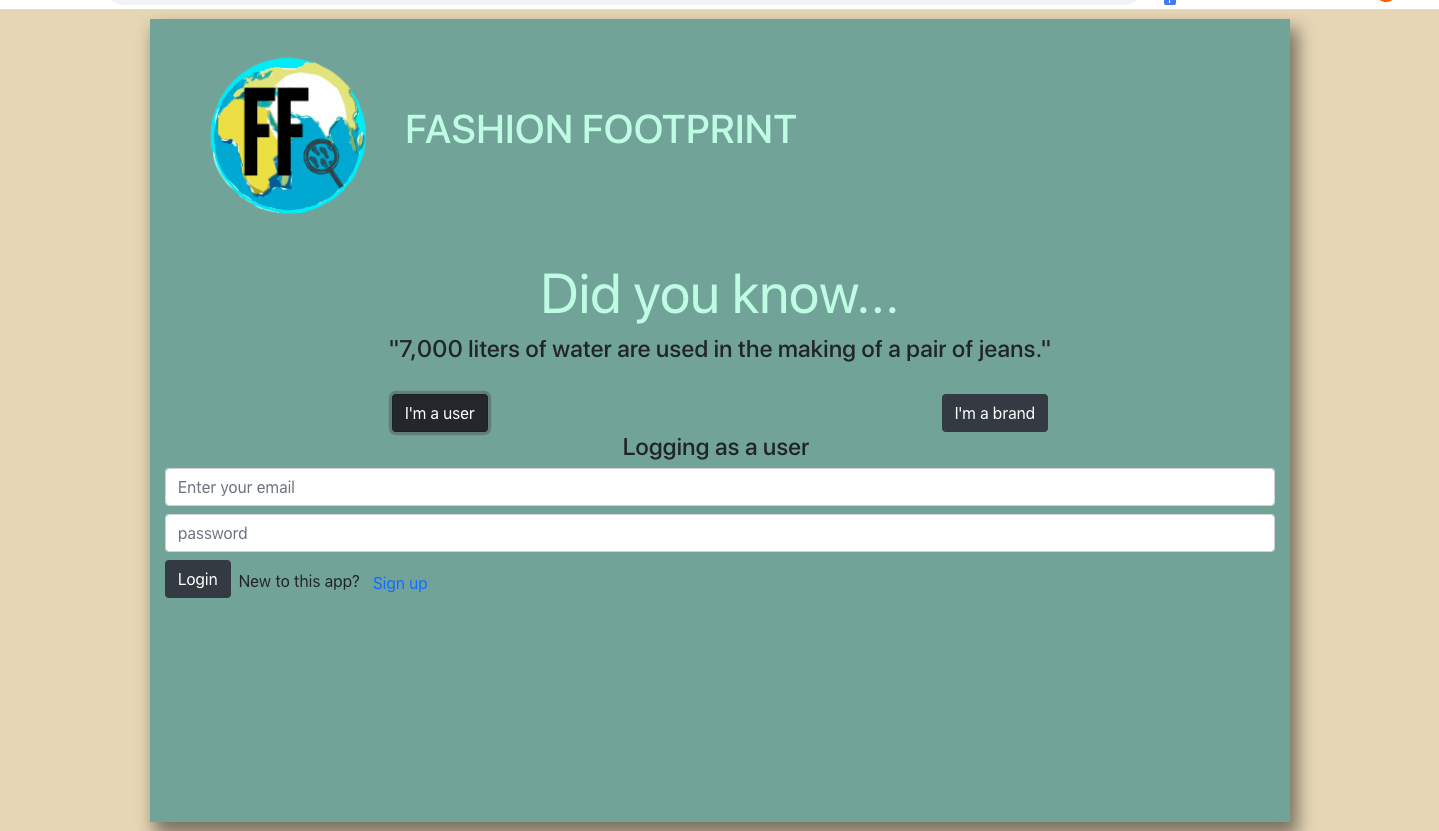 FF
FASHION FOOTPRINT
Did you know...
"7,000 liters of water are used in the making of a pair of jeans."
I'm a user
I'm a brand
Logging as a user
Enter your email
password
Login New to this app? Sign up